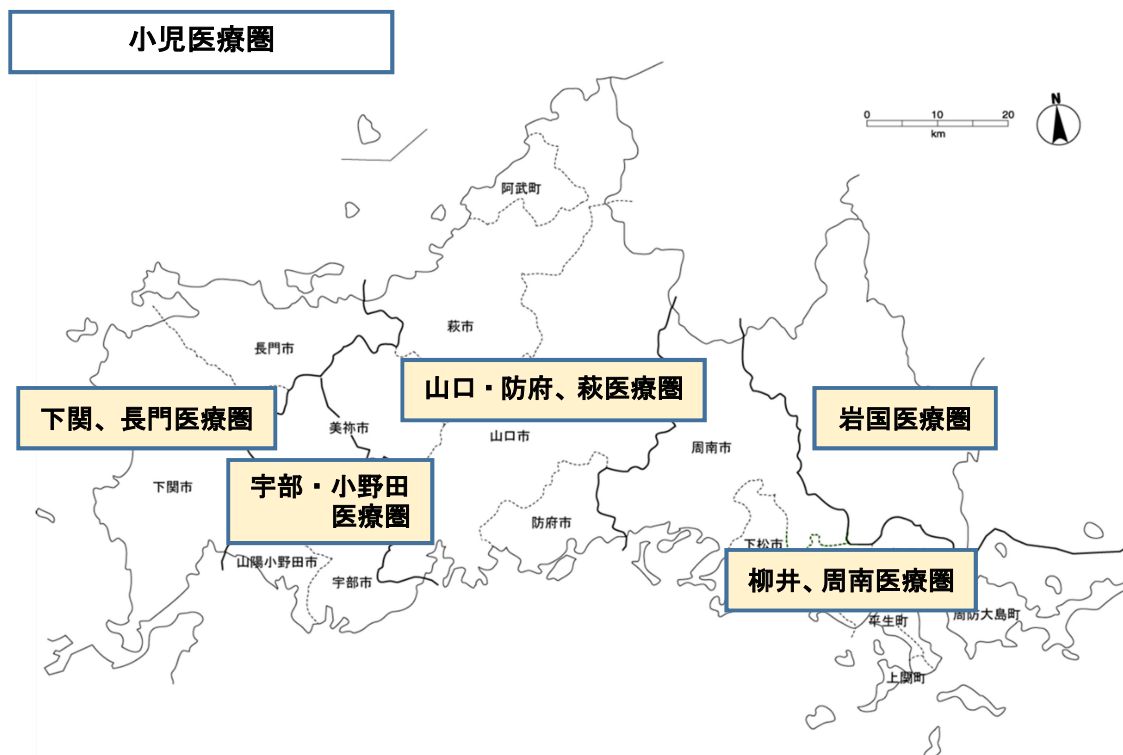 小児医療圏
N
0 10 20
km
阿武町
萩市
長門市
山口・防府、萩医療圏
下関、長門医療圏
岩国医療圏
美祢市
山口市
周南市
宇部・小野田
医療圏
下関市
防府市
下松市
山陽小野田市
宇部市
柳井、周南医療圏
平生町
周防大島町
上関町